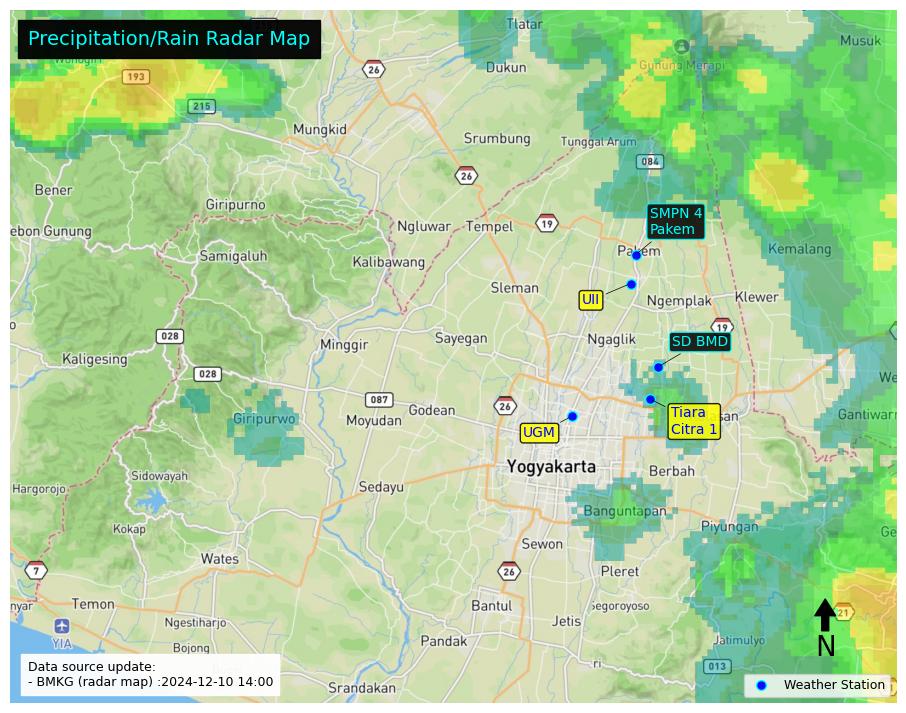 Precipitation/Rain Radar Map
Tlatar
Musuk
193
26
Dukun
Gunung Merapi
215
Mungkid
Srumbung
Tunggal Arum
084
Bener
26
Giripurno
SMPN 4
Pakem
ebon Gunung
Ngluwar
Tempel
19
Samigaluh
Kalibawang
Kemalang
Sleman
UII
Ngemplak
Klewer
028
Minggir
Sayegan
Ngaglik
19
SD BMD
Kaligesing
028
087
Godean
26
Moyudan
Giripurwo
UGM
Tiara
Citra 1
san
Gantiwar
Yogyakarta
Berbah
Sidowayah
Hargorojo
Sedayu
Banguntapan
Piyungan
Kokap
Wates
Sewon
7
26
Pleret
nyar
Temon
Bantul
Segoroyoso
21
Ngestiharjo
Jetis
YIA
Bojong
Pandak
Jatimulyo
N
013
ri
Srandakan
Data source update:
- BMKG (radar map) :2024-12-10 14:00
Weather Station